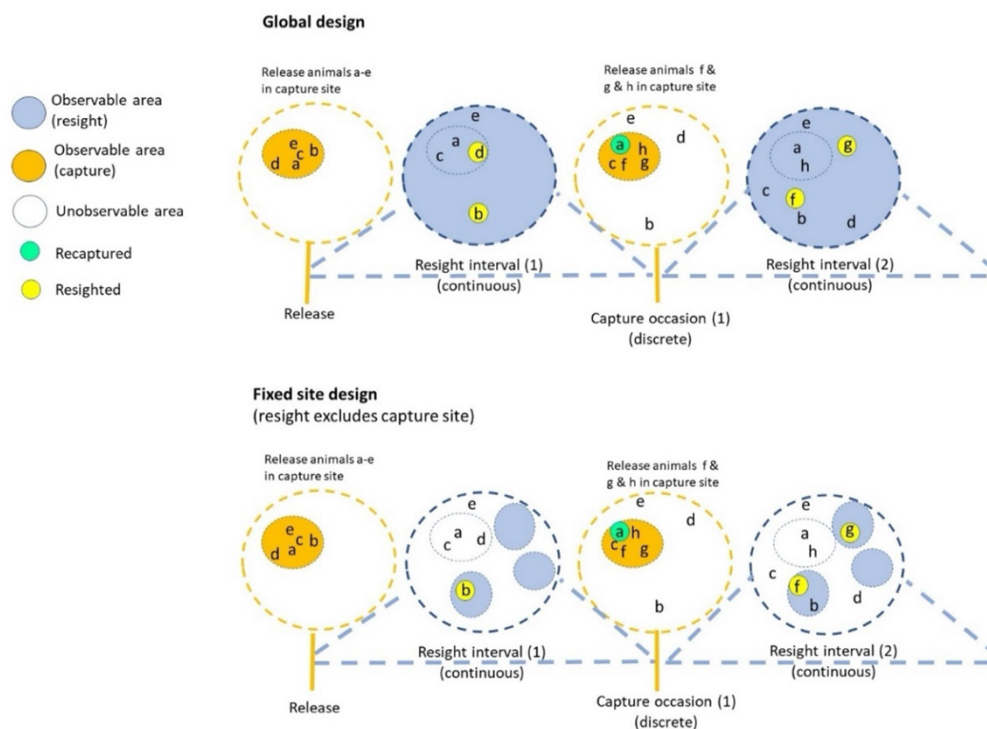 Global design
Observable area
(resight)
Observable area
(capture)
Unobservable area
Recaptured
Resighted
Release animals a-e
in capture site
e
c b
d a
Release
e
a
c d
b
Resight interval (1)
(continuous)
Release animals f &
g & h in capture site
e
d
a h
c f g
b
Capture occasion (1)
(discrete)
e
a g
h
c f
b d
Resight interval (2)
(continuous)
Fixed site design
(resight excludes capture site)
Release animals a-e
in capture site
e
c b
d a
Release
e
a
c d
b
Resight interval (1)
(continuous)
Release animals f &
g & h in capture site
e
d
a h
c f g
b
Capture occasion (1)
(discrete)
e
a g
h
c f
b d
Resight interval (2)
(continuous)